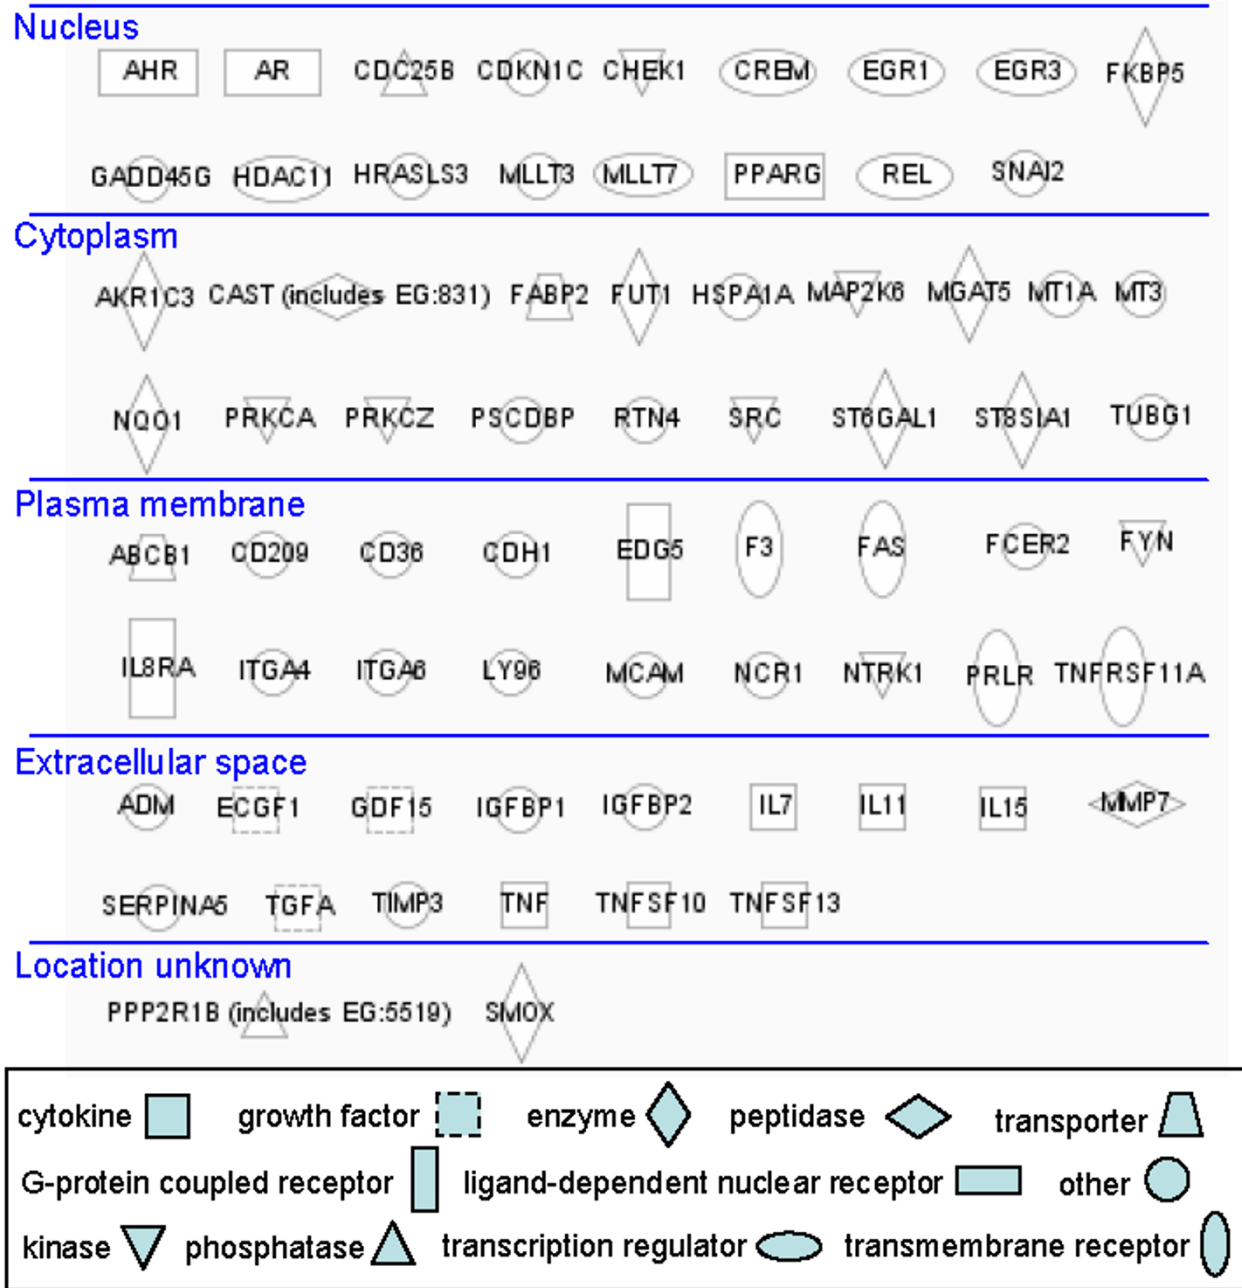 Nucleus
AHR AR CDC25B CDKN1C CHEK1 CREM EGR1 EGR3 FKBP5
GADD45G HDAC11 HRASLS3 MLLT3 MLLT7 PPARG REL SNAI2
Cytoplasm
AKR1C3 CAST (includes EG:831) FABP2 FUT1 HSPA1A MAP2K6 MGAT5 MT1A MT3
NQO1 PRKCA PRKCZ PSCDBP RTN4 SRC ST6GAL1 ST8SIA1 TUBG1
Plasma membrane
ABCB1 CD209 CD36 CDH1 EDG5 F3 FAS FCER2 FYN
IL8RA ITGA4 ITGA6 LY96 MCAM NCR1 NTRK1 PRLR TNFRSF11A
Extracellular space
ADM ECGF1 GDF15 IGFBP1 IGFBP2 IL7 IL11 IL15 MMP7
SERPINA5 TGFA TIMP3 TNF TNFSF10 TNFSF13
Location unknown
PPP2R1B (includes EG:5519) SMOX
cytokine growth factor enzyme peptidase transporter
G-protein coupled receptor ligand-dependent nuclear receptor other
kinase phosphatase transcription regulator transmembrane receptor